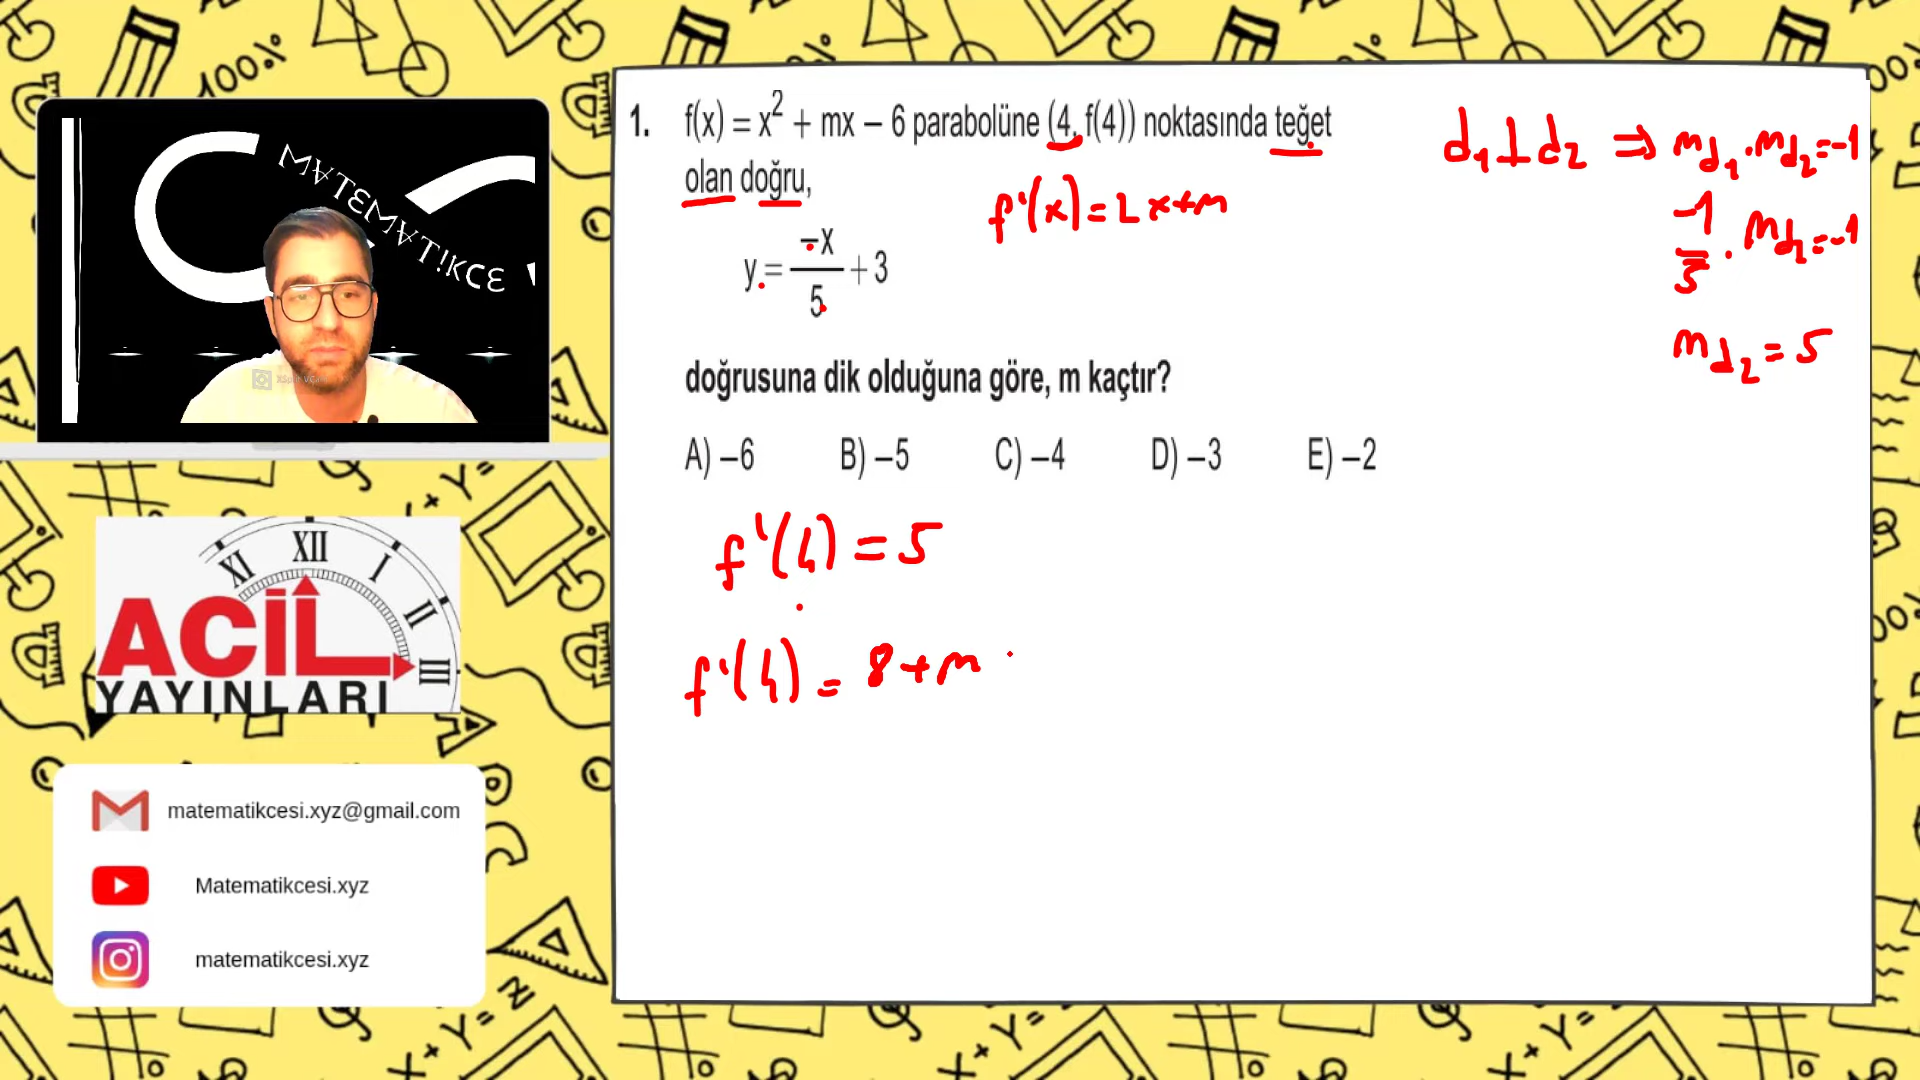 1. f(x) = x² + mx – 6 parabolüne (4, f(4)) noktasında teğet
olan doğru,
y = –x/5 + 3
doğrusuna dik olduğuna göre, m kaçtır?
A) –6 B) –5 C) –4 D) –3 E) –2
f'(x) = 2x+m
d₁ ⊥ d₂ ⇒ m_d₁ . m_d₂ = -1
-1/5 . m_d₂ = -1
m_d₂ = 5
f'(4) = 5
f'(4) = 8+m
MATEMATİKCE
XI XII I II III
ACİL
YAYINLARI
matematikcesi.xyz@gmail.com
Matematikcesi.xyz
matematikcesi.xyz
100%
X+Y=Z